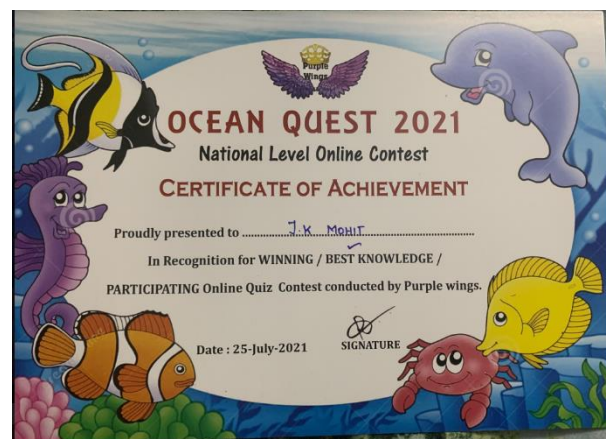 Purple
Wings
OCEAN QUEST 2021
National Level Online Contest
CERTIFICATE OF ACHIEVEMENT
Proudly presented to ......J.K MOHIT......
In Recognition for WINNING / BEST KNOWLEDGE /
PARTICIPATING Online Quiz Contest conducted by Purple wings.
Date : 25-July-2021
SIGNATURE